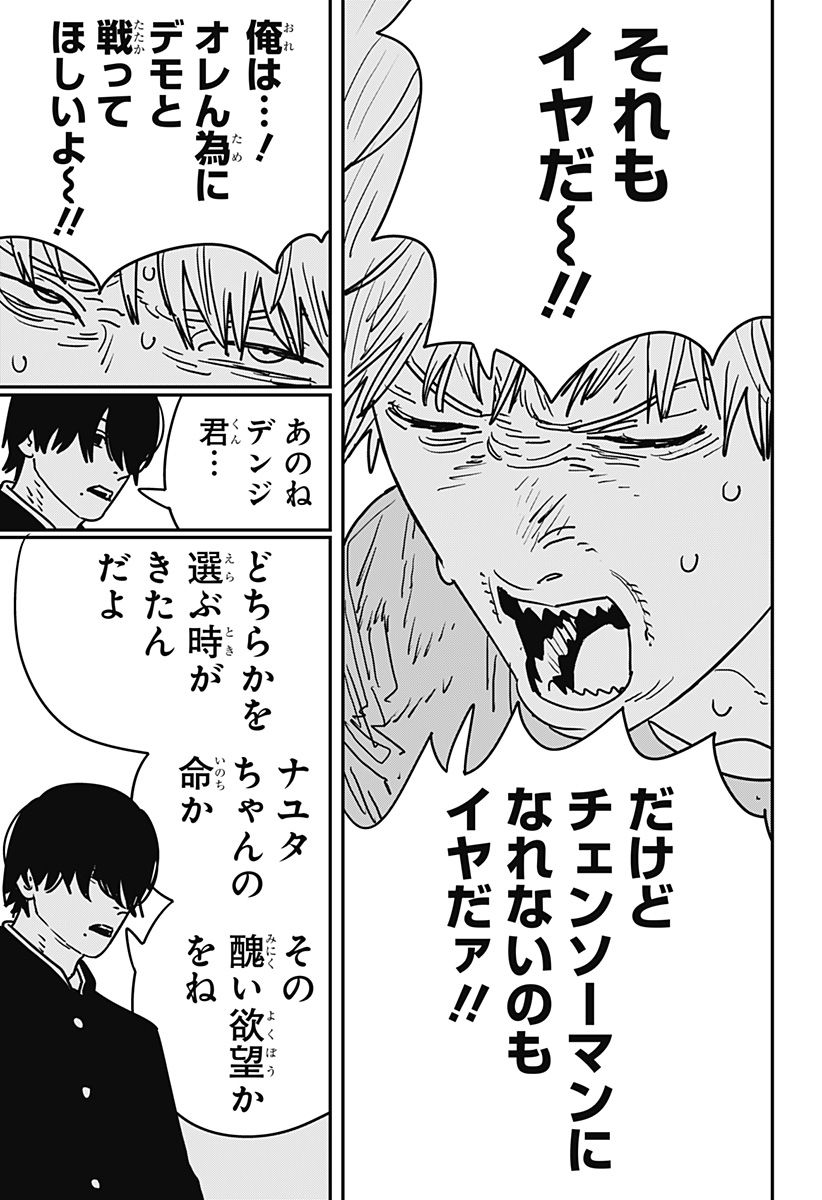 それも
イヤだ〜!!
だけど
チェンソーマンに
なれないのも
イヤだァ!!
俺は…!
オレん為に
デモと
戦って
ほしいよ〜!!
あのね
デンジ
君…
どちらかを
選ぶ時が
きたん
だよ
ナユタ
ちゃんの
命か
その
醜い欲望か
をね